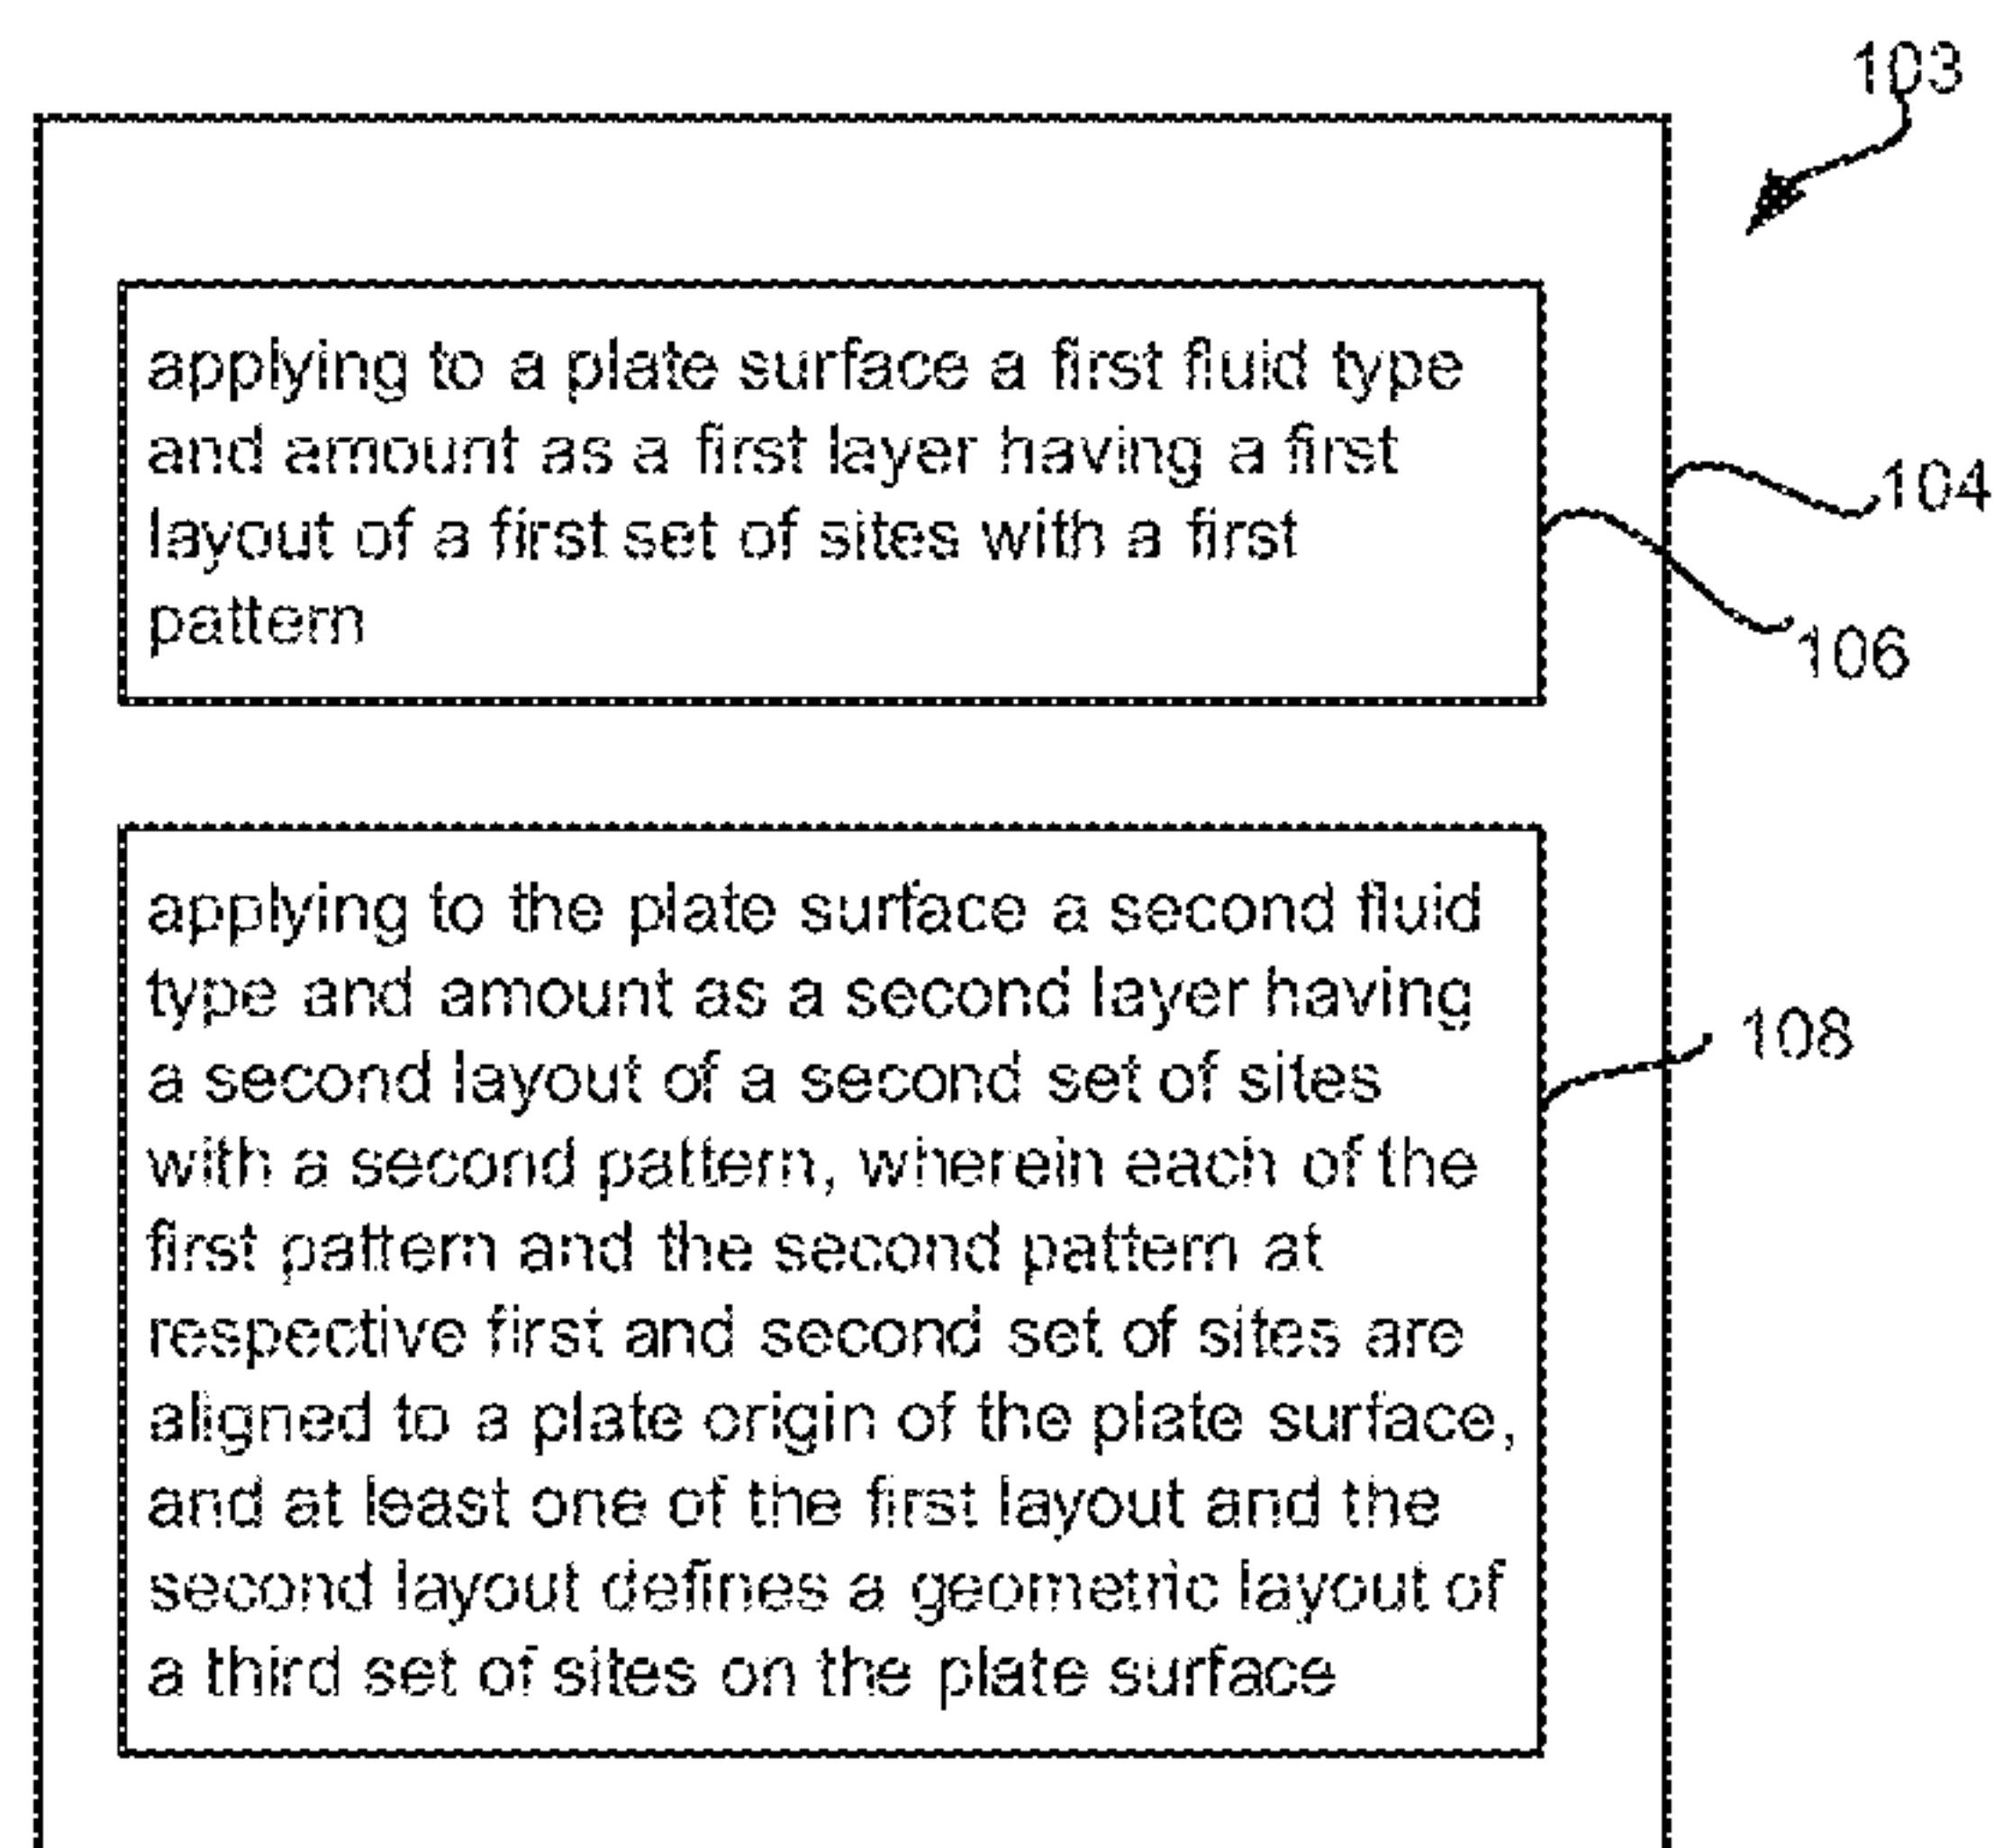 103
applying to a plate surface a first fluid type
and amount as a first layer having a first
layout of a first set of sites with a first
pattern
104
106
applying to the plate surface a second fluid
type and amount as a second layer having
a second layout of a second set of sites
with a second pattern, wherein each of the
first pattern and the second pattern at
respective first and second set of sites are
aligned to a plate origin of the plate surface,
and at least one of the first layout and the
second layout defines a geometric layout of
a third set of sites on the plate surface
108